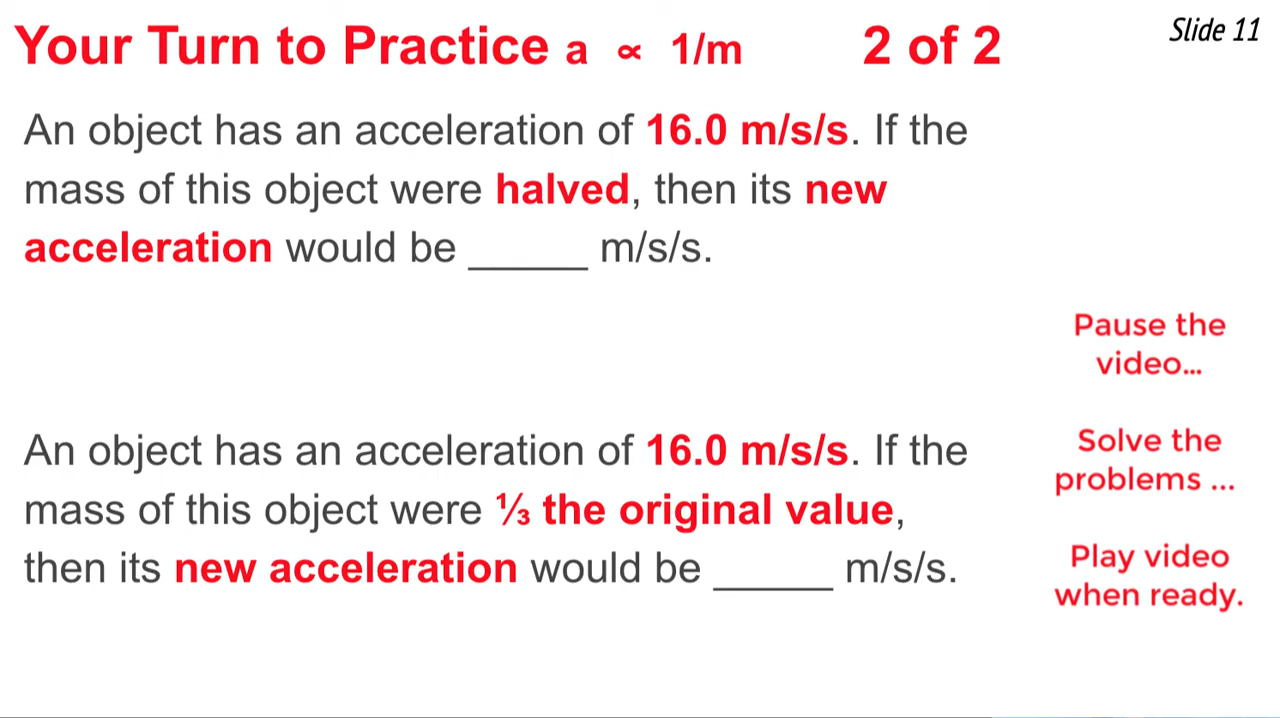 Your Turn to Practice a ∝ 1/m 2 of 2
Slide 11
An object has an acceleration of 16.0 m/s/s. If the
mass of this object were halved, then its new
acceleration would be _____ m/s/s.
Pause the
video...
An object has an acceleration of 16.0 m/s/s. If the
mass of this object were ⅓ the original value,
then its new acceleration would be _____ m/s/s.
Solve the
problems ...
Play video
when ready.